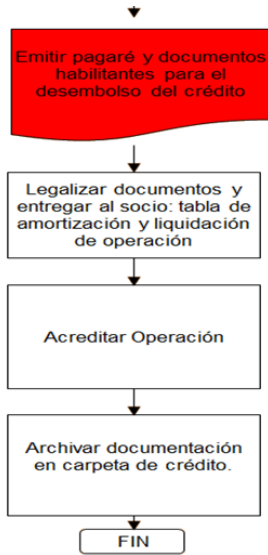 Emitir pagaré y documentos
habilitantes para el
desembolso del crédito
Legalizar documentos y
entregar al socio: tabla de
amortización y liquidación
de operación
Acreditar Operación
Archivar documentación
en carpeta de crédito.
FIN